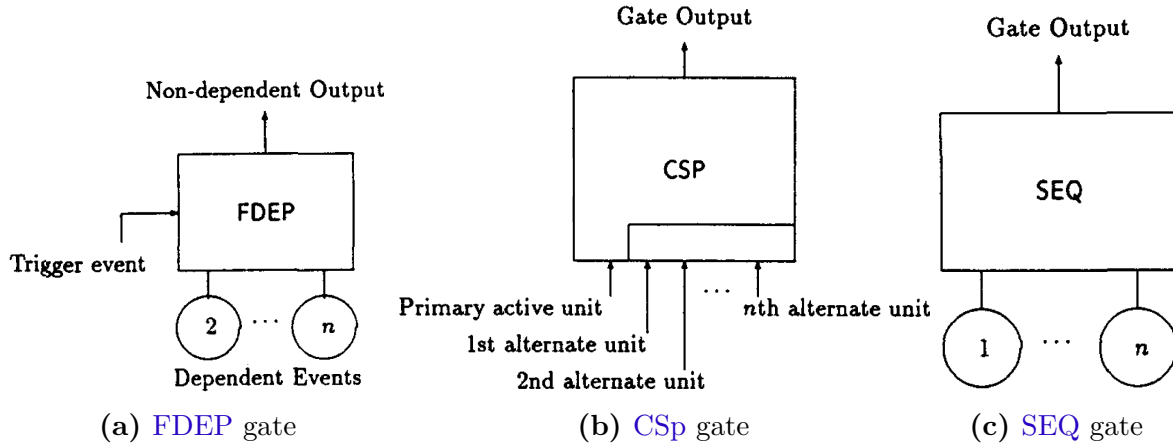 Non-dependent Output
FDEP
Trigger event
2 ··· n
Dependent Events
(a) FDEP gate
Gate Output
CSP
···
Primary active unit
nth alternate unit
1st alternate unit
2nd alternate unit
(b) CSp gate
Gate Output
SEQ
1 ··· n
(c) SEQ gate